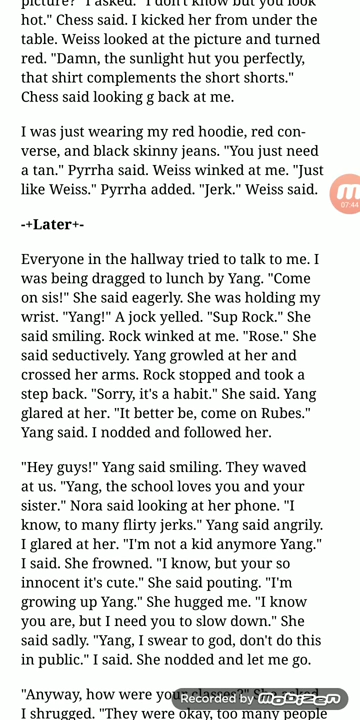 picture?" I asked. "I don't know but you look
hot." Chess said. I kicked her from under the
table. Weiss looked at the picture and turned
red. "Damn, the sunlight hut you perfectly,
that shirt complements the short shorts."
Chess said looking g back at me.
I was just wearing my red hoodie, red con-
verse, and black skinny jeans. "You just need
a tan." Pyrrha said. Weiss winked at me. "Just
like Weiss." Pyrrha added. "Jerk." Weiss said.
07:44
-+Later+-
Everyone in the hallway tried to talk to me. I
was being dragged to lunch by Yang. "Come
on sis!" She said eagerly. She was holding my
wrist. "Yang!" A jock yelled. "Sup Rock." She
said smiling. Rock winked at me. "Rose." She
said seductively. Yang growled at her and
crossed her arms. Rock stopped and took a
step back. "Sorry, it's a habit." She said. Yang
glared at her. "It better be, come on Rubes."
Yang said. I nodded and followed her.
"Hey guys!" Yang said smiling. They waved
at us. "Yang, the school loves you and your
sister." Nora said looking at her phone. "I
know, to many flirty jerks." Yang said angrily.
I glared at her. "I'm not a kid anymore Yang."
I said. She frowned. "I know, but your so
innocent it's cute." She said pouting. "I'm
growing up Yang." She hugged me. "I know
you are, but I need you to slow down." She
said sadly. "Yang, I swear to god, don't do this
in public." I said. She nodded and let me go.
"Anyway, how were your classes?" She asked.
Recorded by mobizen
I shrugged. "They were okay, too many people